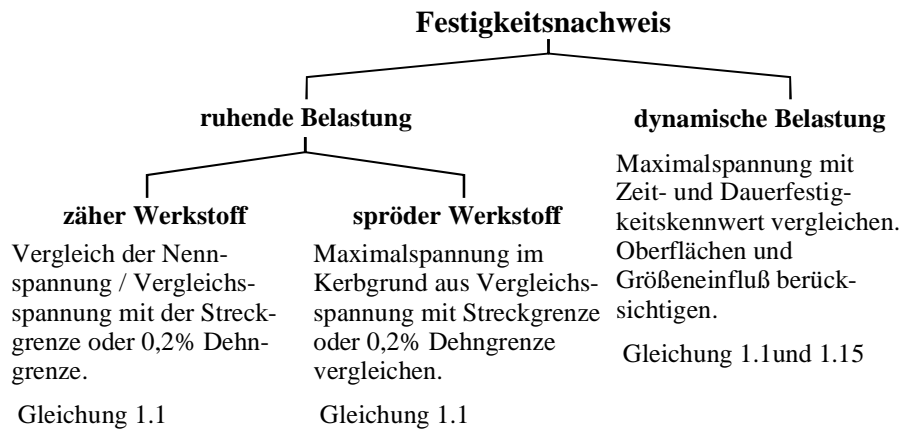 Festigkeitsnachweis
ruhende Belastung
zäher Werkstoff
Vergleich der Nenn-
spannung / Vergleichs-
spannung mit der Streck-
grenze oder 0,2% Dehn-
grenze.
Gleichung 1.1
spröder Werkstoff
Maximalspannung im
Kerbgrund aus Vergleichs-
spannung mit Streckgrenze
oder 0,2% Dehngrenze
vergleichen.
Gleichung 1.1
dynamische Belastung
Maximalspannung mit
Zeit- und Dauerfestig-
keitskennwert vergleichen.
Oberflächen und
Größeneinfluß berück-
sichtigen.
Gleichung 1.1und 1.15